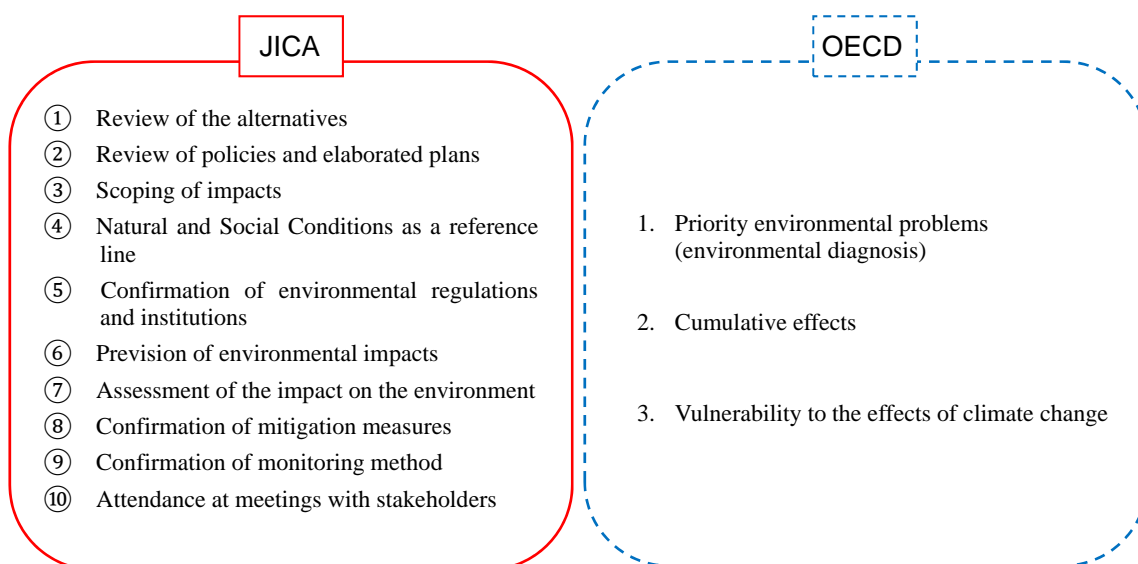 JICA
① Review of the alternatives
② Review of policies and elaborated plans
③ Scoping of impacts
④ Natural and Social Conditions as a reference
line
⑤ Confirmation of environmental regulations
and institutions
⑥ Prevision of environmental impacts
⑦ Assessment of the impact on the environment
⑧ Confirmation of mitigation measures
⑨ Confirmation of monitoring method
⑩ Attendance at meetings with stakeholders
OECD
1. Priority environmental problems
(environmental diagnosis)
2. Cumulative effects
3. Vulnerability to the effects of climate change